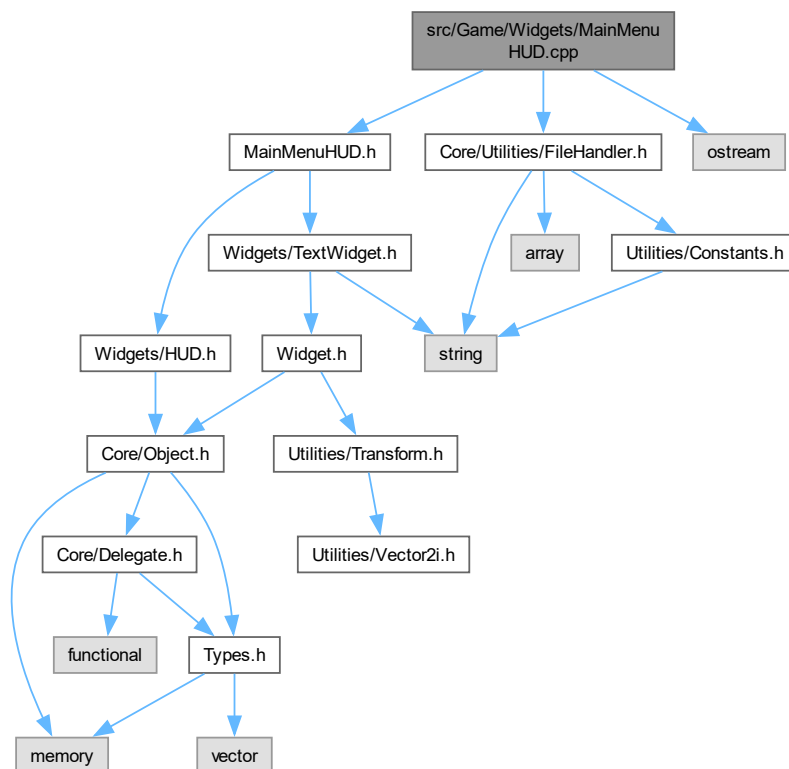 src/Game/Widgets/MainMenu
HUD.cpp
MainMenuHUD.h
Core/Utilities/FileHandler.h
ostream
Widgets/TextWidget.h
array
Utilities/Constants.h
Widgets/HUD.h
Widget.h
string
Core/Object.h
Utilities/Transform.h
Core/Delegate.h
Utilities/Vector2i.h
functional
Types.h
memory
vector